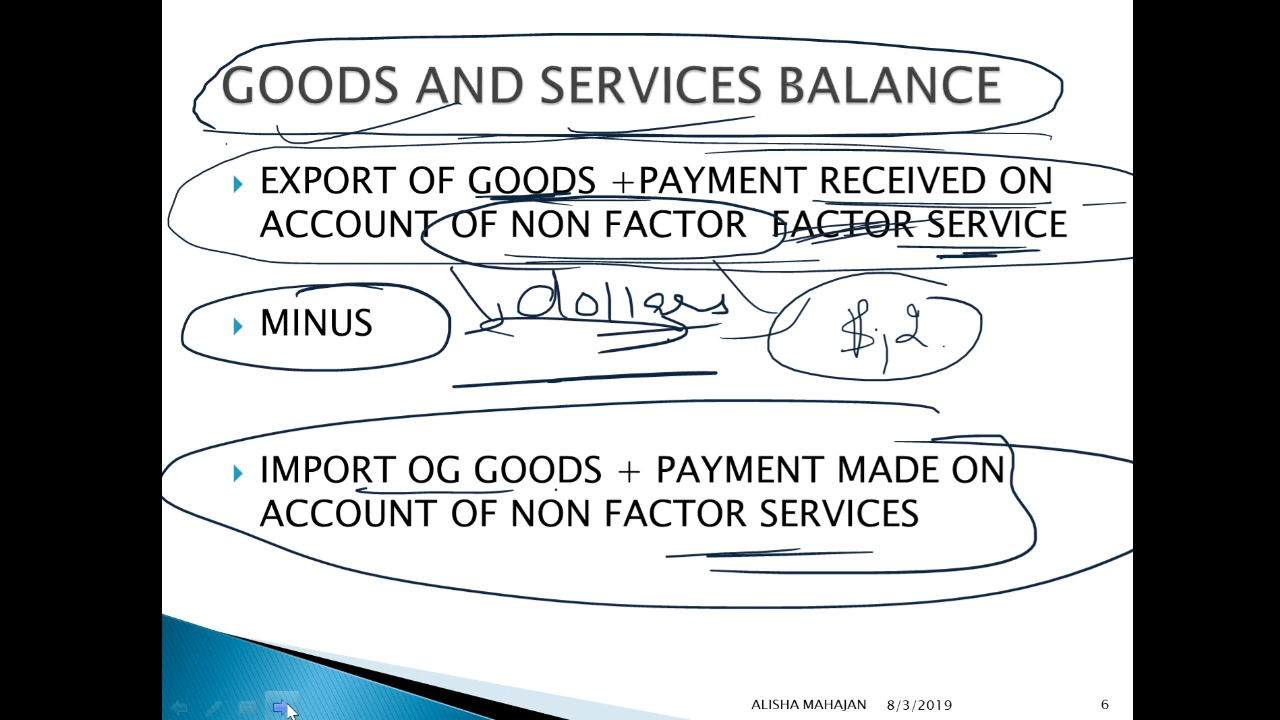 GOODS AND SERVICES BALANCE
EXPORT OF GOODS +PAYMENT RECEIVED ON
ACCOUNT OF NON FACTOR FACTOR SERVICE
MINUS
dollars
IMPORT OG GOODS + PAYMENT MADE ON
ACCOUNT OF NON FACTOR SERVICES
ALISHA MAHAJAN 8/3/2019 6